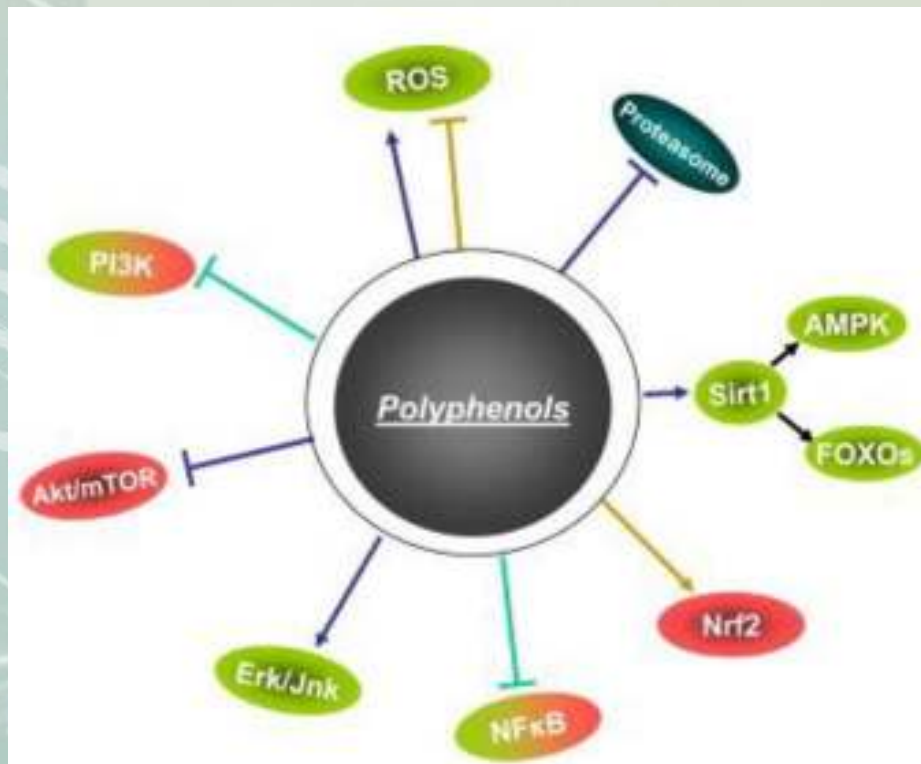 ROS
Proteasome
PI3K
AMPK
Polyphenols
Sirt1
FOXOs
Akt/mTOR
Nrf2
Erk/Jnk
NFκB